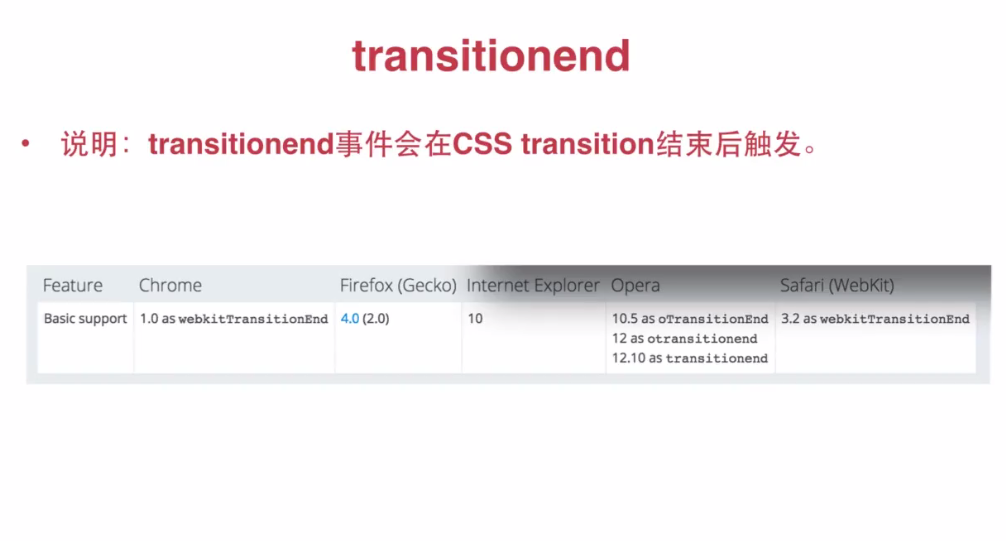 transitionend
• 说明：transitionend事件会在CSS transition结束后触发。
Feature Chrome Firefox (Gecko) Internet Explorer Opera Safari (WebKit)
Basic support 1.0 as webkitTransitionEnd 4.0 (2.0) 10 10.5 as oTransitionEnd 3.2 as webkitTransitionEnd
12 as otransitionend
12.10 as transitionend